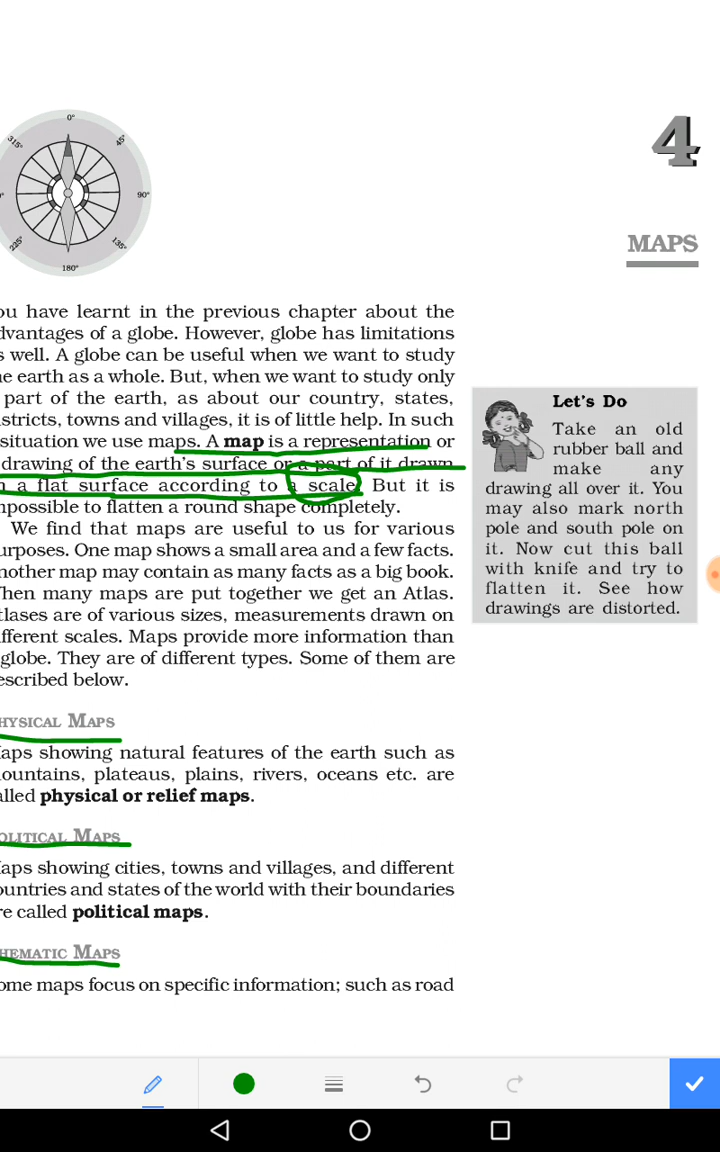 0°
315°
45°
90°
225°
135°
180°
4
MAPS
ou have learnt in the previous chapter about the
dvantages of a globe. However, globe has limitations
s well. A globe can be useful when we want to study
he earth as a whole. But, when we want to study only
part of the earth, as about our country, states,
istricts, towns and villages, it is of little help. In such
situation we use maps. A map is a representation or
drawing of the earth's surface or a part of it drawn
n a flat surface according to a scale. But it is
mpossible to flatten a round shape completely.
We find that maps are useful to us for various
urposes. One map shows a small area and a few facts.
nother map may contain as many facts as a big book.
When many maps are put together we get an Atlas.
tlases are of various sizes, measurements drawn on
ifferent scales. Maps provide more information than
globe. They are of different types. Some of them are
escribed below.
HYSICAL MAPS
aps showing natural features of the earth such as
ountains, plateaus, plains, rivers, oceans etc. are
alled physical or relief maps.
OLITICAL MAPS
aps showing cities, towns and villages, and different
ountries and states of the world with their boundaries
re called political maps.
HEMATIC MAPS
ome maps focus on specific information; such as road
Let's Do
Take an old
rubber ball and
make any
drawing all over it. You
may also mark north
pole and south pole on
it. Now cut this ball
with knife and try to
flatten it. See how
drawings are distorted.